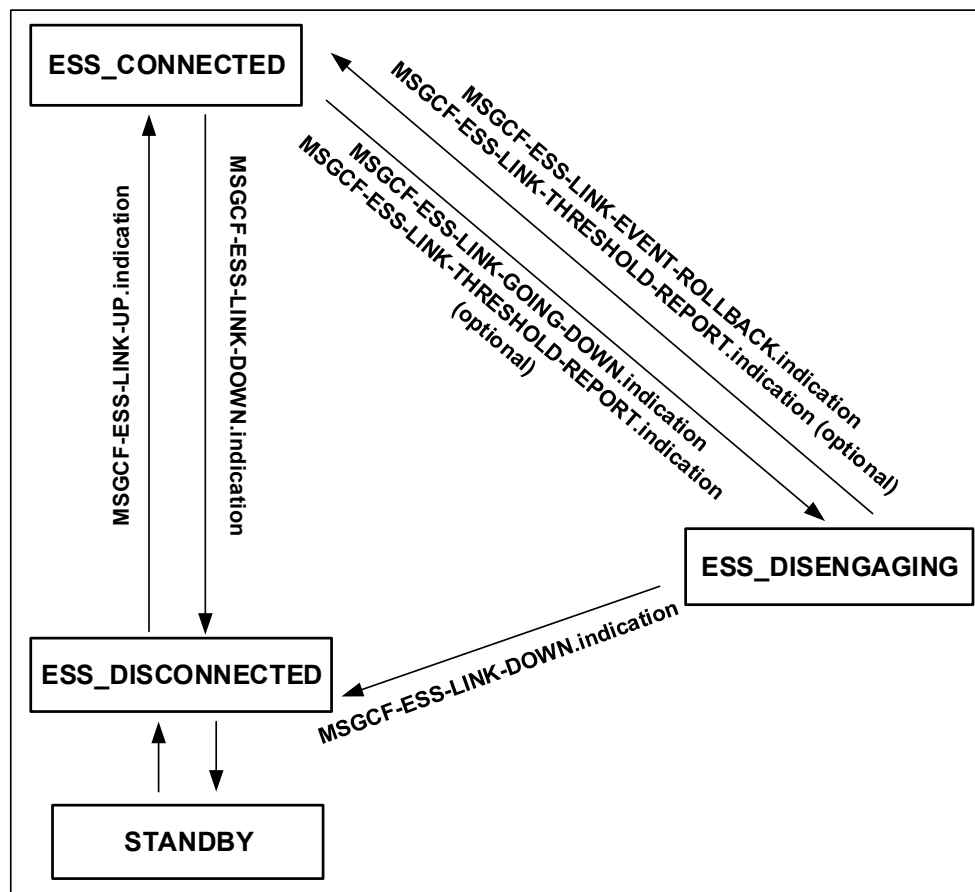 ESS_CONNECTED
MSGCF-ESS-LINK-EVENT-ROLLBACK.indication
MSGCF-ESS-LINK-THRESHOLD-REPORT.indication (optional)
MSGCF-ESS-LINK-GOING-DOWN.indication
MSGCF-ESS-LINK-THRESHOLD-REPORT.indication
(optional)
MSGCF-ESS-LINK-UP.indication
MSGCF-ESS-LINK-DOWN.indication
ESS_DISENGAGING
MSGCF-ESS-LINK-DOWN.indication
ESS_DISCONNECTED
STANDBY